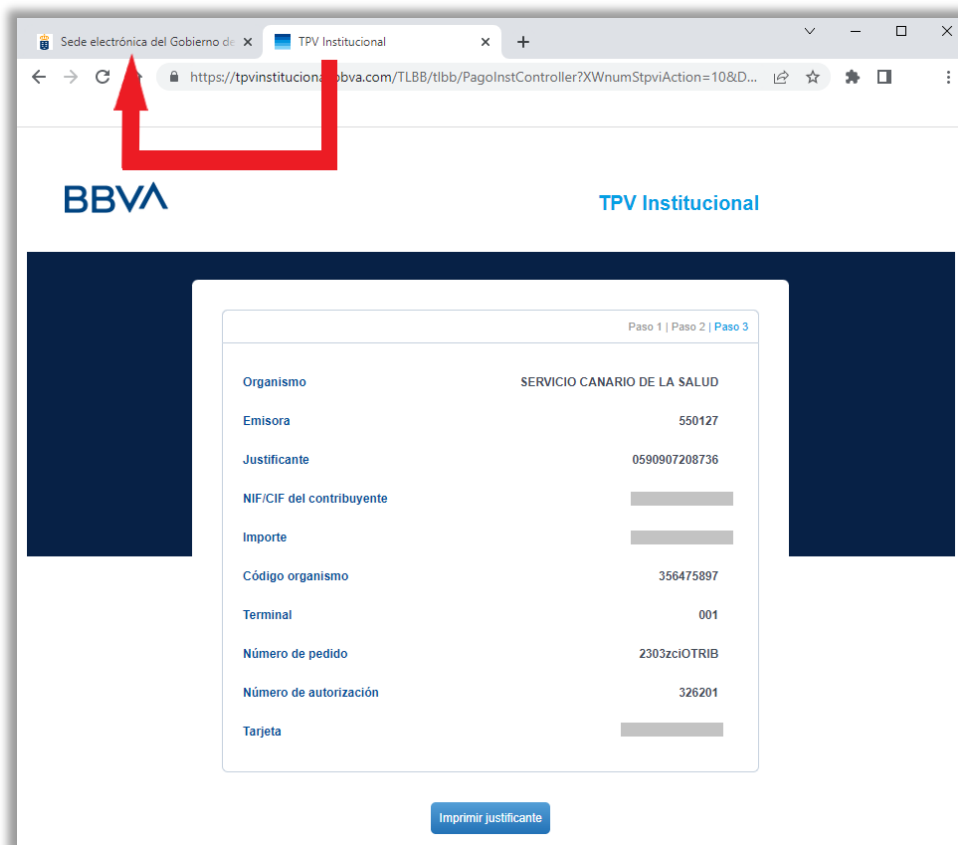 Sede electrónica del Gobierno de
TPV Institucional
https://tpvinstitucional.bbva.com/TLBB/tlbb/PagoInstController?XWnumStpviAction=10&D...
BBVA
TPV Institucional
Paso 1 | Paso 2 | Paso 3
Organismo SERVICIO CANARIO DE LA SALUD
Emisora 550127
Justificante 0590907208736
NIF/CIF del contribuyente
Importe
Código organismo 356475897
Terminal 001
Número de pedido 2303zciOTRIB
Número de autorización 326201
Tarjeta
Imprimir justificante